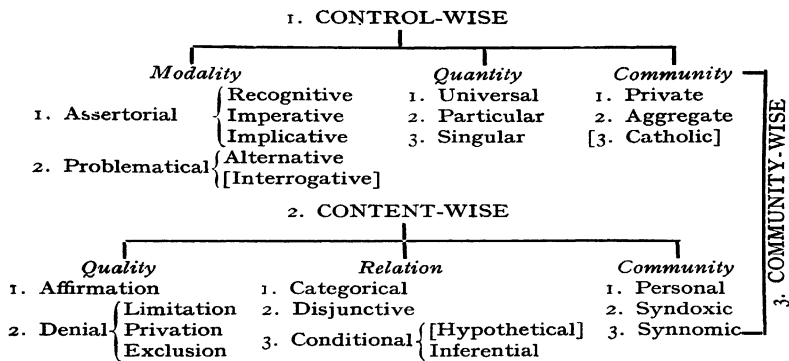 1. CONTROL-WISE
Modality Quantity Community
1. Assertorial { Recognitive 1. Universal 1. Private
Imperative 2. Particular 2. Aggregate
Implicative 3. Singular [3. Catholic]
2. Problematical { Alternative
[Interrogative]
2. CONTENT-WISE
Quality Relation Community
1. Affirmation 1. Categorical 1. Personal
2. Denial { Limitation 2. Disjunctive 2. Syndoxic
Privation 3. Conditional { [Hypothetical] 3. Synnomic
Exclusion Inferential
3. COMMUNITY-WISE